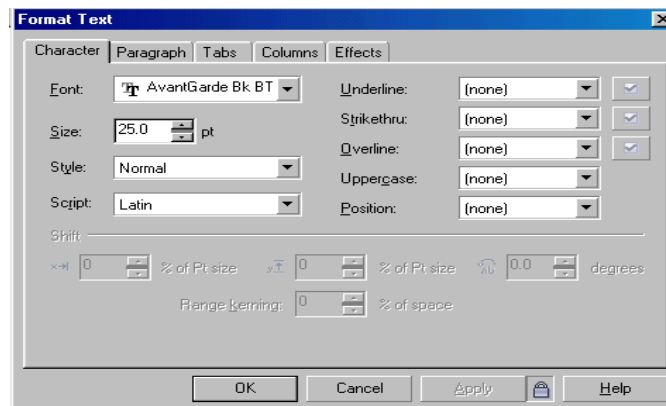 Format Text
Character Paragraph Tabs Columns Effects
Font: AvantGarde Bk BT Underline: (none)
Size: 25.0 pt Strikethru: (none)
Overline: (none)
Style: Normal Uppercase: (none)
Script: Latin Position: (none)
Shift
0 % of Pt size 0 % of Pt size 0.0 degrees
Range kerning: 0 % of space
OK Cancel Apply Help